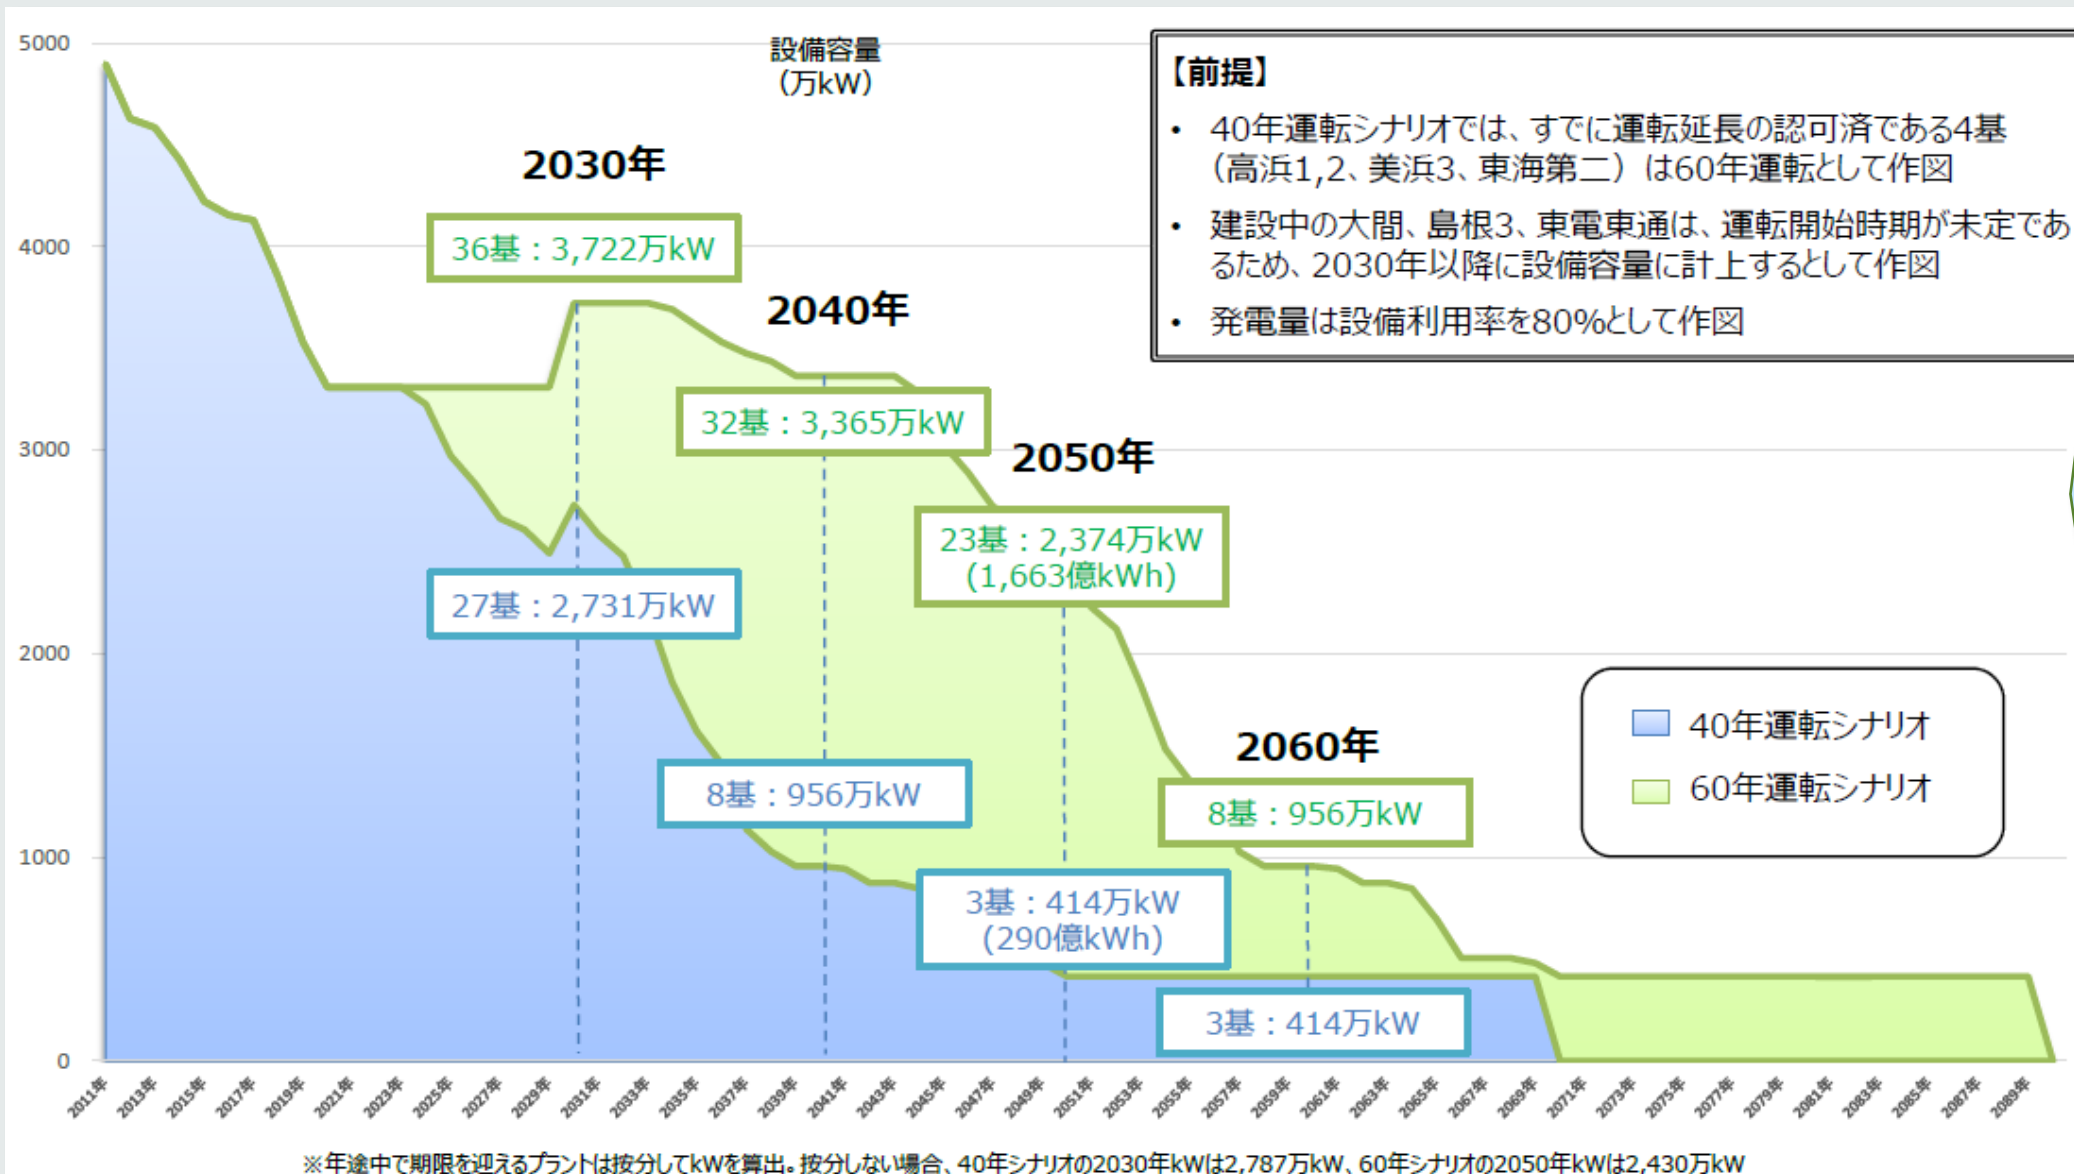 設備容量
（万kW）
【前提】
• 40年運転シナリオでは、すでに運転延長の認可済である4基
（高浜1,2、美浜3、東海第二）は60年運転として作図
• 建設中の大間、島根3、東電東通は、運転開始時期が未定であ
るため、2030年以降に設備容量に計上するとして作図
• 発電量は設備利用率を80%として作図
5000
4000
3000
2000
1000
0
2030年
36基：3,722万kW
27基：2,731万kW
2040年
32基：3,365万kW
8基：956万kW
2050年
23基：2,374万kW
(1,663億kWh)
3基：414万kW
(290億kWh)
2060年
8基：956万kW
3基：414万kW
40年運転シナリオ
60年運転シナリオ
2011年
2013年
2015年
2017年
2019年
2021年
2023年
2025年
2027年
2029年
2031年
2033年
2035年
2037年
2039年
2041年
2043年
2045年
2047年
2049年
2051年
2053年
2055年
2057年
2059年
2061年
2063年
2065年
2067年
2069年
2071年
2073年
2075年
2077年
2079年
2081年
2083年
2085年
2087年
2089年
※年途中で期限を迎えるプラントは按分してkWを算出。按分しない場合、40年シナリオの2030年kWは2,787万kW、60年シナリオの2050年kWは2,430万kW